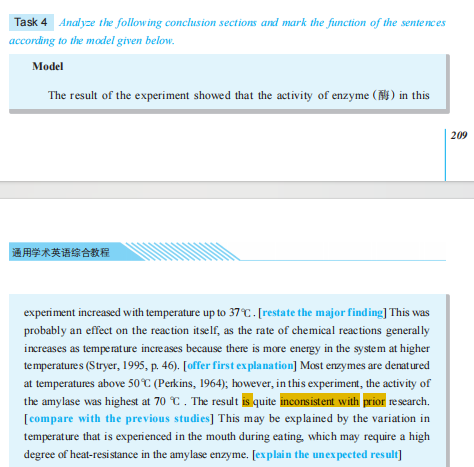 Task 4 Analyze the following conclusion sections and mark the function of the sentences
according to the model given below.
Model
The result of the experiment showed that the activity of enzyme (酶) in this
209
通用学术英语综合教程
experiment increased with temperature up to 37℃. [restate the major finding] This was
probably an effect on the reaction itself, as the rate of chemical reactions generally
increases as temperature increases because there is more energy in the system at higher
temperatures (Stryer, 1995, p. 46). [offer first explanation] Most enzymes are denatured
at temperatures above 50℃ (Perkins, 1964); however, in this experiment, the activity of
the amylase was highest at 70 ℃ . The result is quite inconsistent with prior research.
[compare with the previous studies] This may be explained by the variation in
temperature that is experienced in the mouth during eating, which may require a high
degree of heat-resistance in the amylase enzyme. [explain the unexpected result]